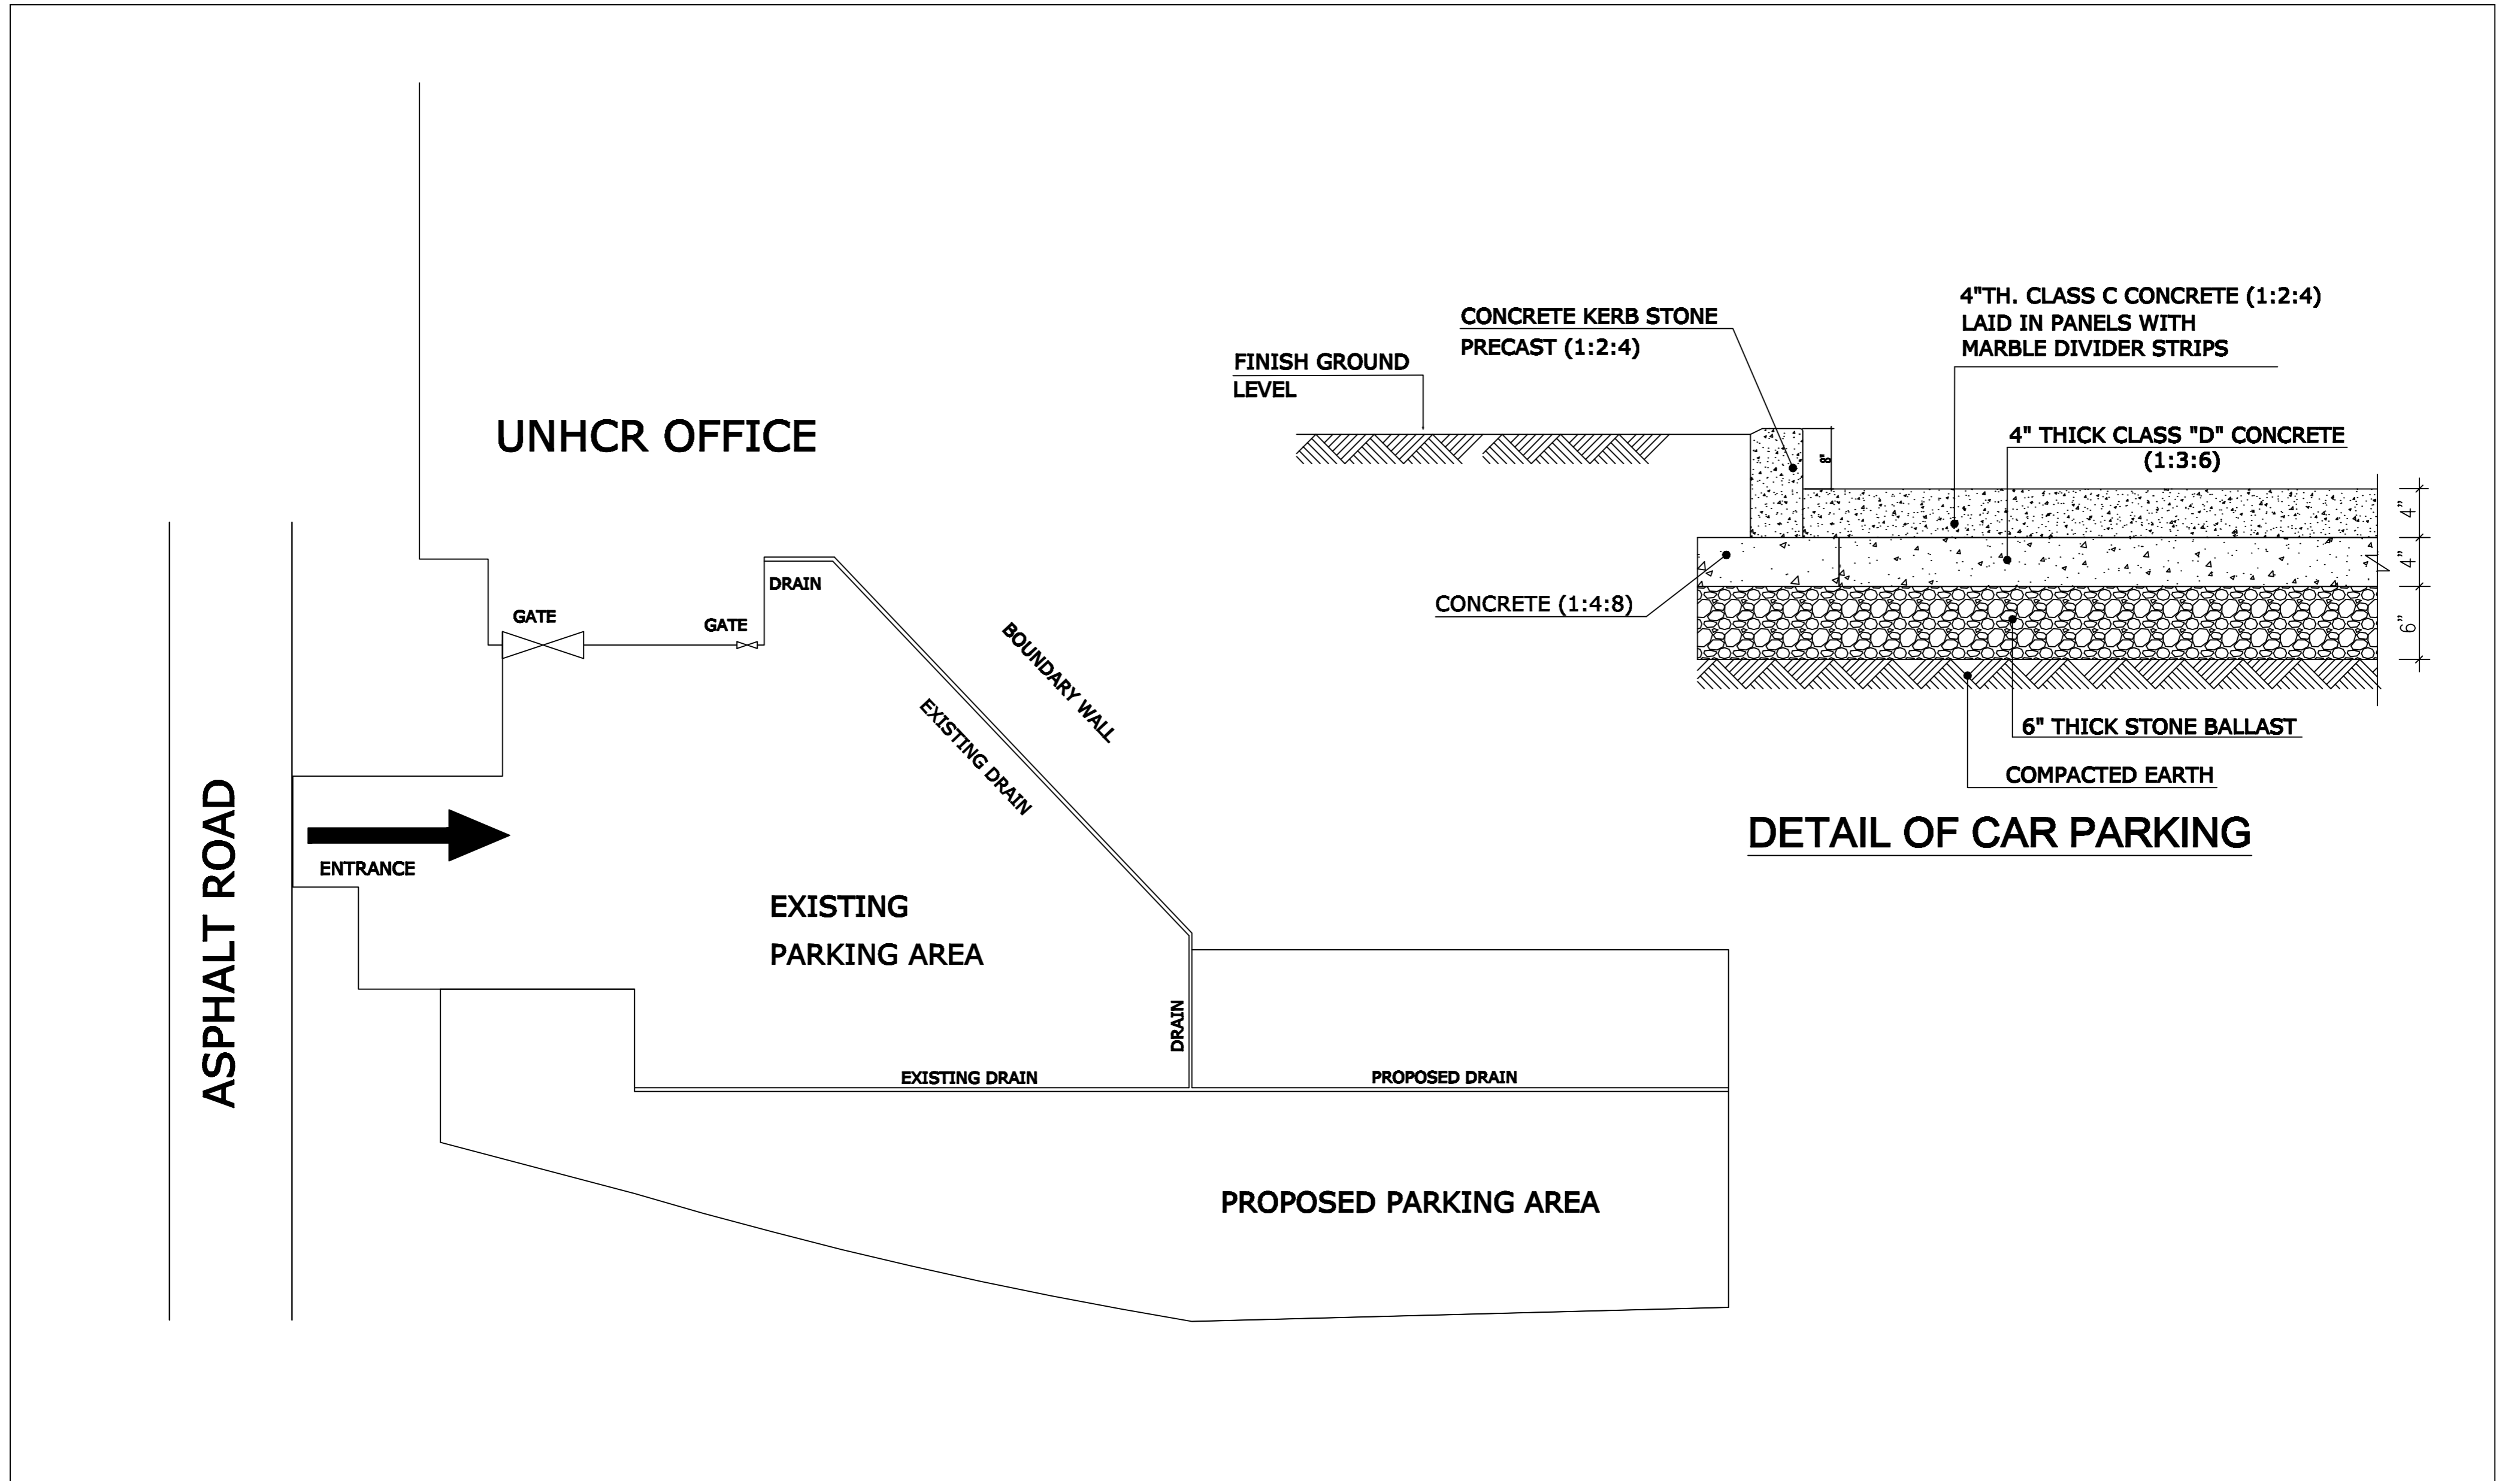 UNHCR OFFICE
GATE
GATE
DRAIN
BOUNDARY WALL
EXISTING DRAIN
ASPHALT ROAD
ENTRANCE
EXISTING
PARKING AREA
DRAIN
EXISTING DRAIN
PROPOSED DRAIN
PROPOSED PARKING AREA
FINISH GROUND
LEVEL
CONCRETE KERB STONE
PRECAST (1:2:4)
4"TH. CLASS C CONCRETE (1:2:4)
LAID IN PANELS WITH
MARBLE DIVIDER STRIPS
4" THICK CLASS "D" CONCRETE
(1:3:6)
8"
4"
4"
6"
CONCRETE (1:4:8)
6" THICK STONE BALLAST
COMPACTED EARTH
DETAIL OF CAR PARKING